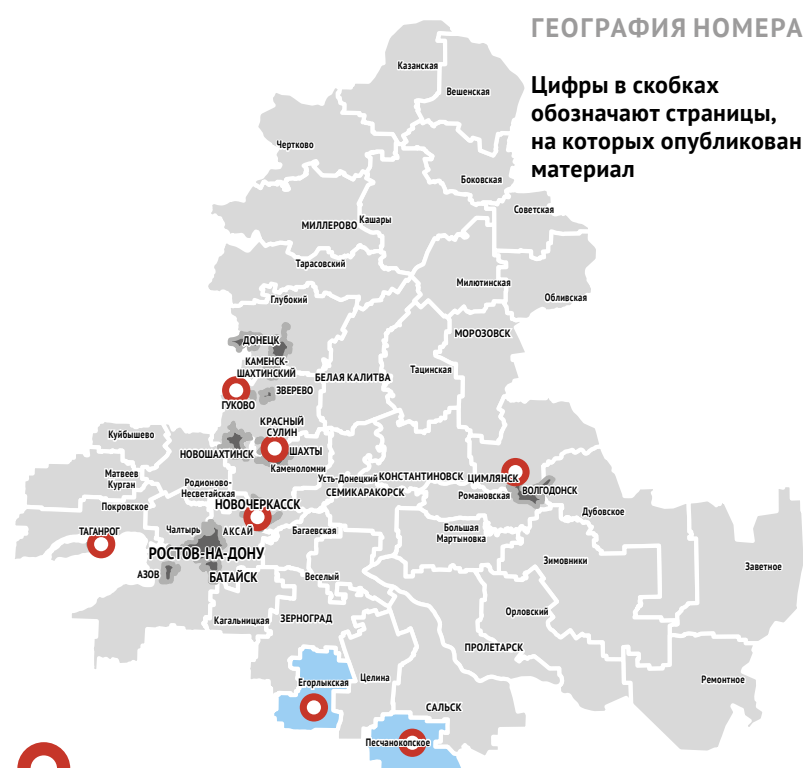 ГЕОГРАФИЯ НОМЕРА
Цифры в скобках
обозначают страницы,
на которых опубликован
материал
Казанская
Вешенская
Чертково
Боковская
Советская
МИЛЛЕРОВО
Кашары
Тарасовский
Милютинская
Обливская
Глубокий
МОРОЗОВСК
ДОНЕЦК
КАМЕНСК-
ШАХТИНСКИЙ
Тацинская
БЕЛАЯ КАЛИТВА
ЗВЕРЕВО
ГУКОВО
КРАСНЫЙ
СУЛИН
Куйбышево
НОВОШАХТИНСК
ШАХТЫ
Каменоломни
Матвеев
Курган
Родионово-
Несветайская
Усть-Донецкий
КОНСТАНТИНОВСК
ЦИМЛЯНСК
СЕМИКАРАКОРСК
Романовская
ВОЛГОДОНСК
Покровское
НОВОЧЕРКАССК
Дубовское
ТАГАНРОГ
Чалтырь
АКСАЙ
Багаевская
Большая
Мартыновка
РОСТОВ-НА-ДОНУ
Зимовники
Заветное
АЗОВ
БАТАЙСК
Веселый
Кагальницкая
ЗЕРНОГРАД
Орловский
ПРОЛЕТАРСК
Егорлыкская
Целина
Ремонтное
САЛЬСК
Песчанокопское